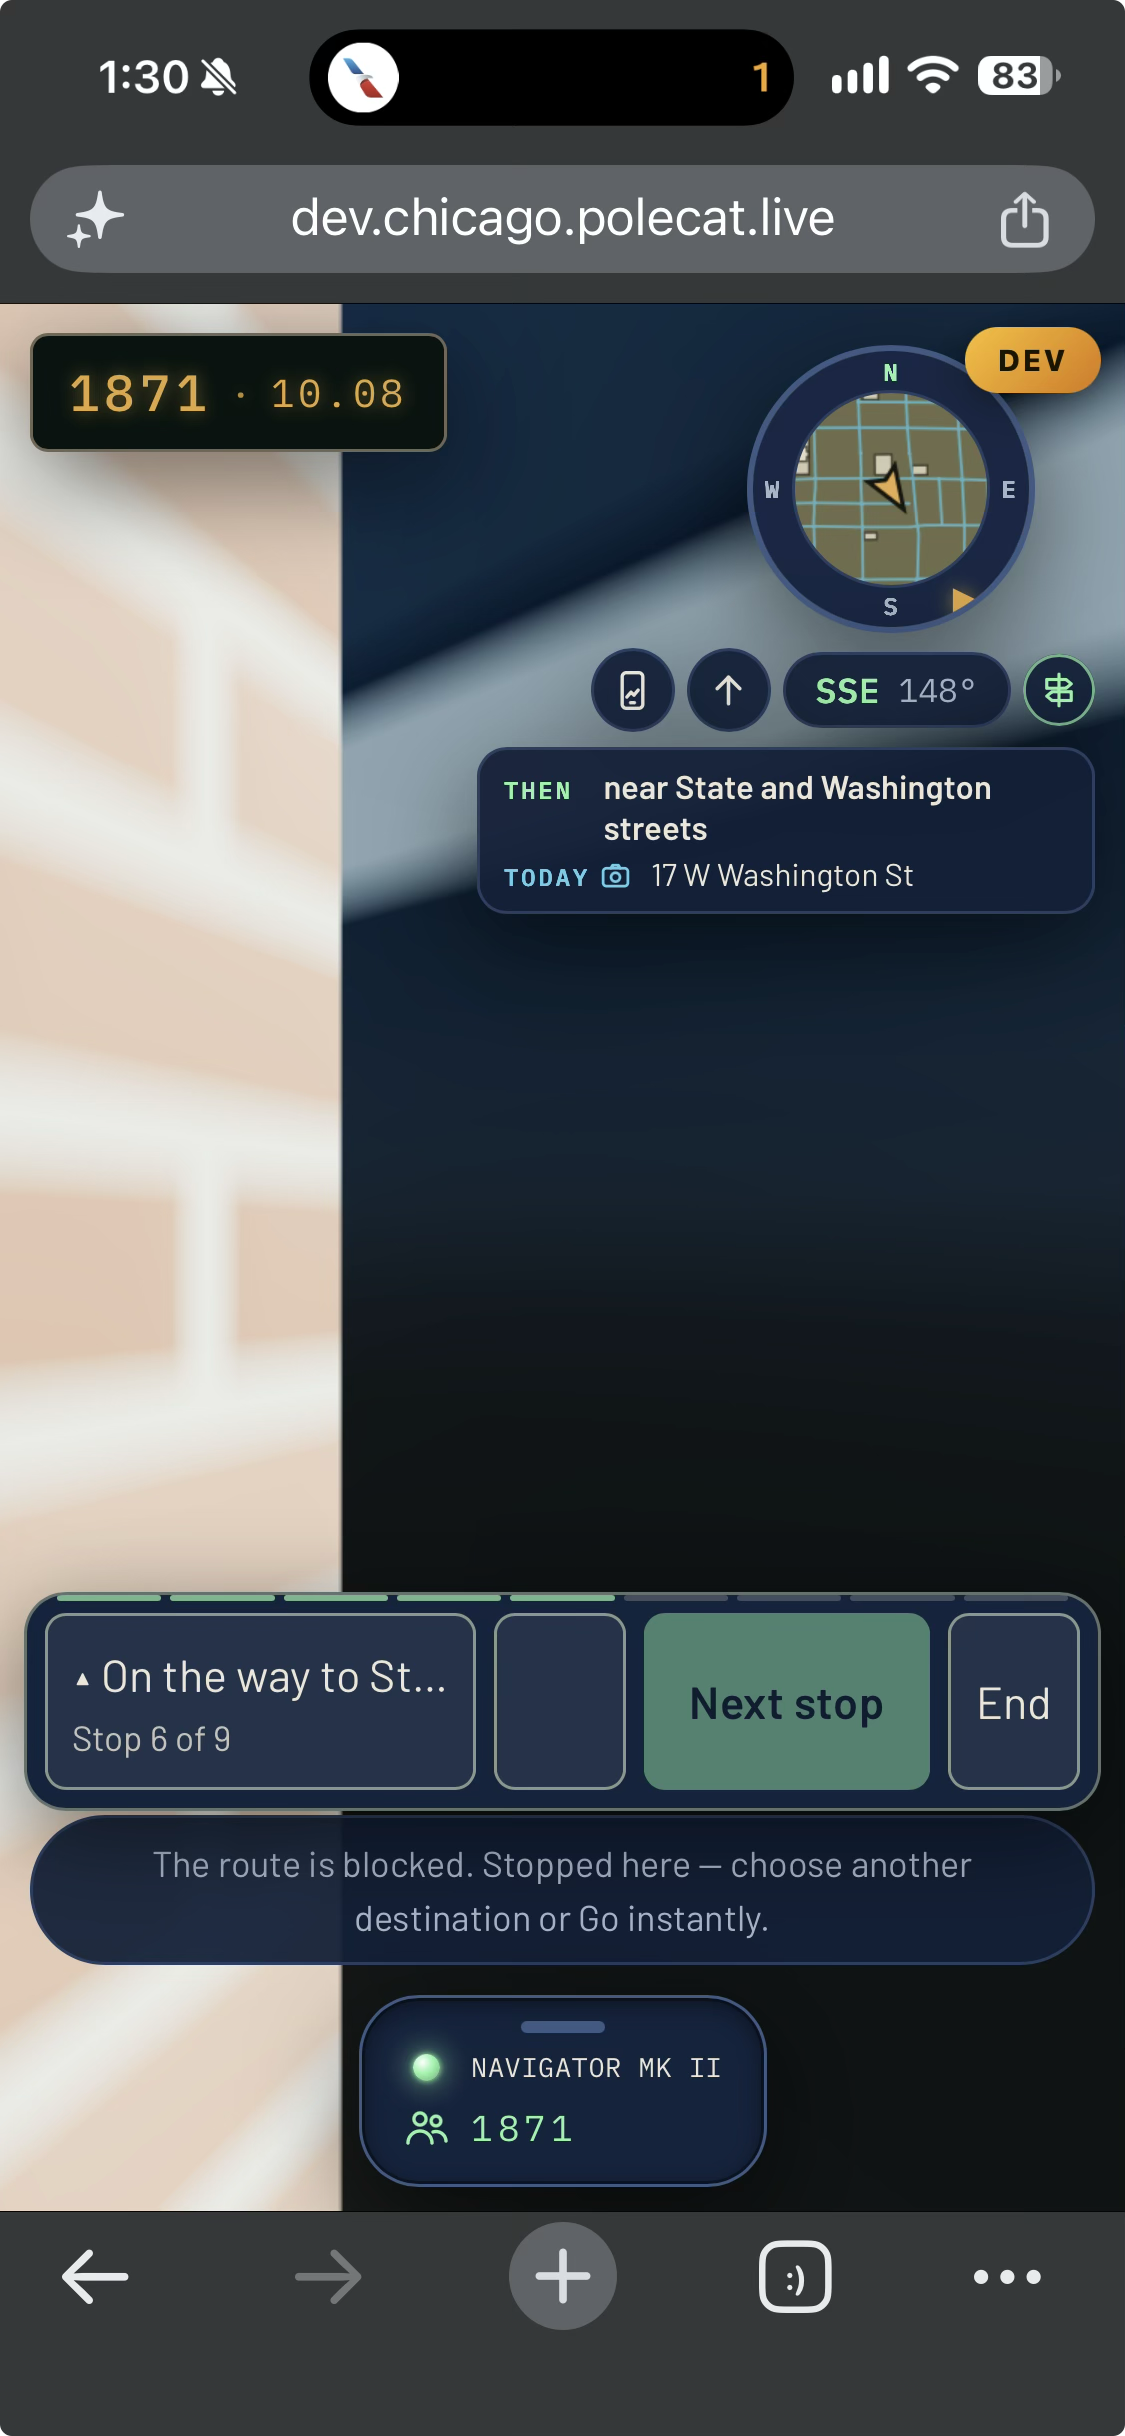 1:30
1
83
dev.chicago.polecat.live
1871 · 10.08
DEV
N
W
E
S
SSE 148°
THEN near State and Washington
streets
TODAY 17 W Washington St
▲ On the way to St...
Stop 6 of 9
Next stop
End
The route is blocked. Stopped here — choose another
destination or Go instantly.
NAVIGATOR MK II
1871
:)